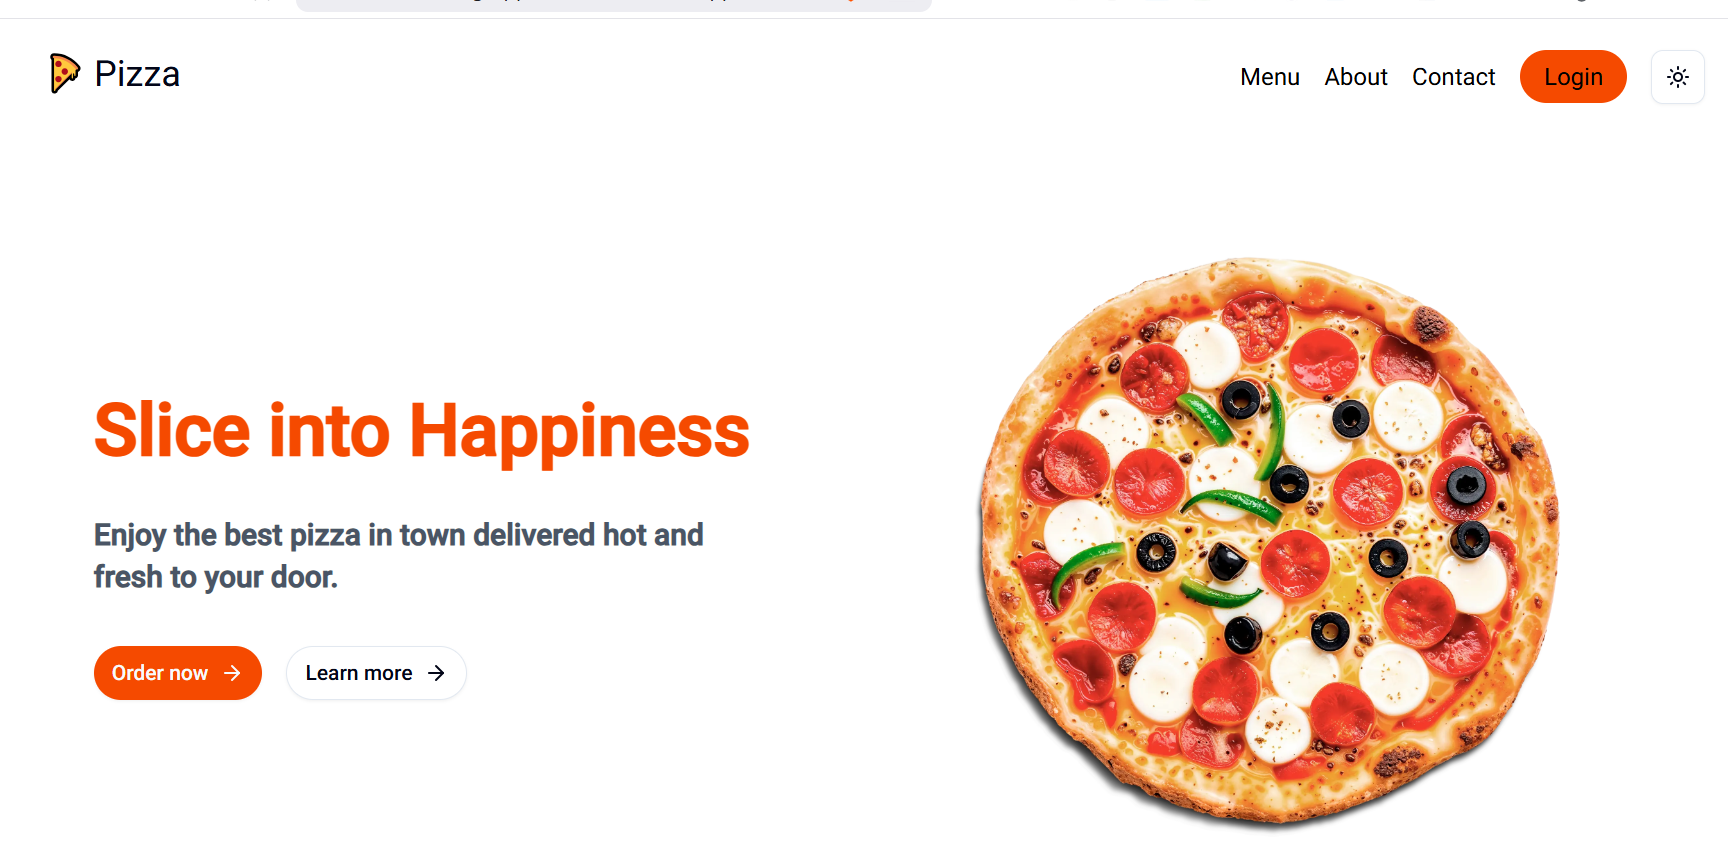 Pizza
Menu About Contact Login
Slice into Happiness
Enjoy the best pizza in town delivered hot and
fresh to your door.
Order now
Learn more